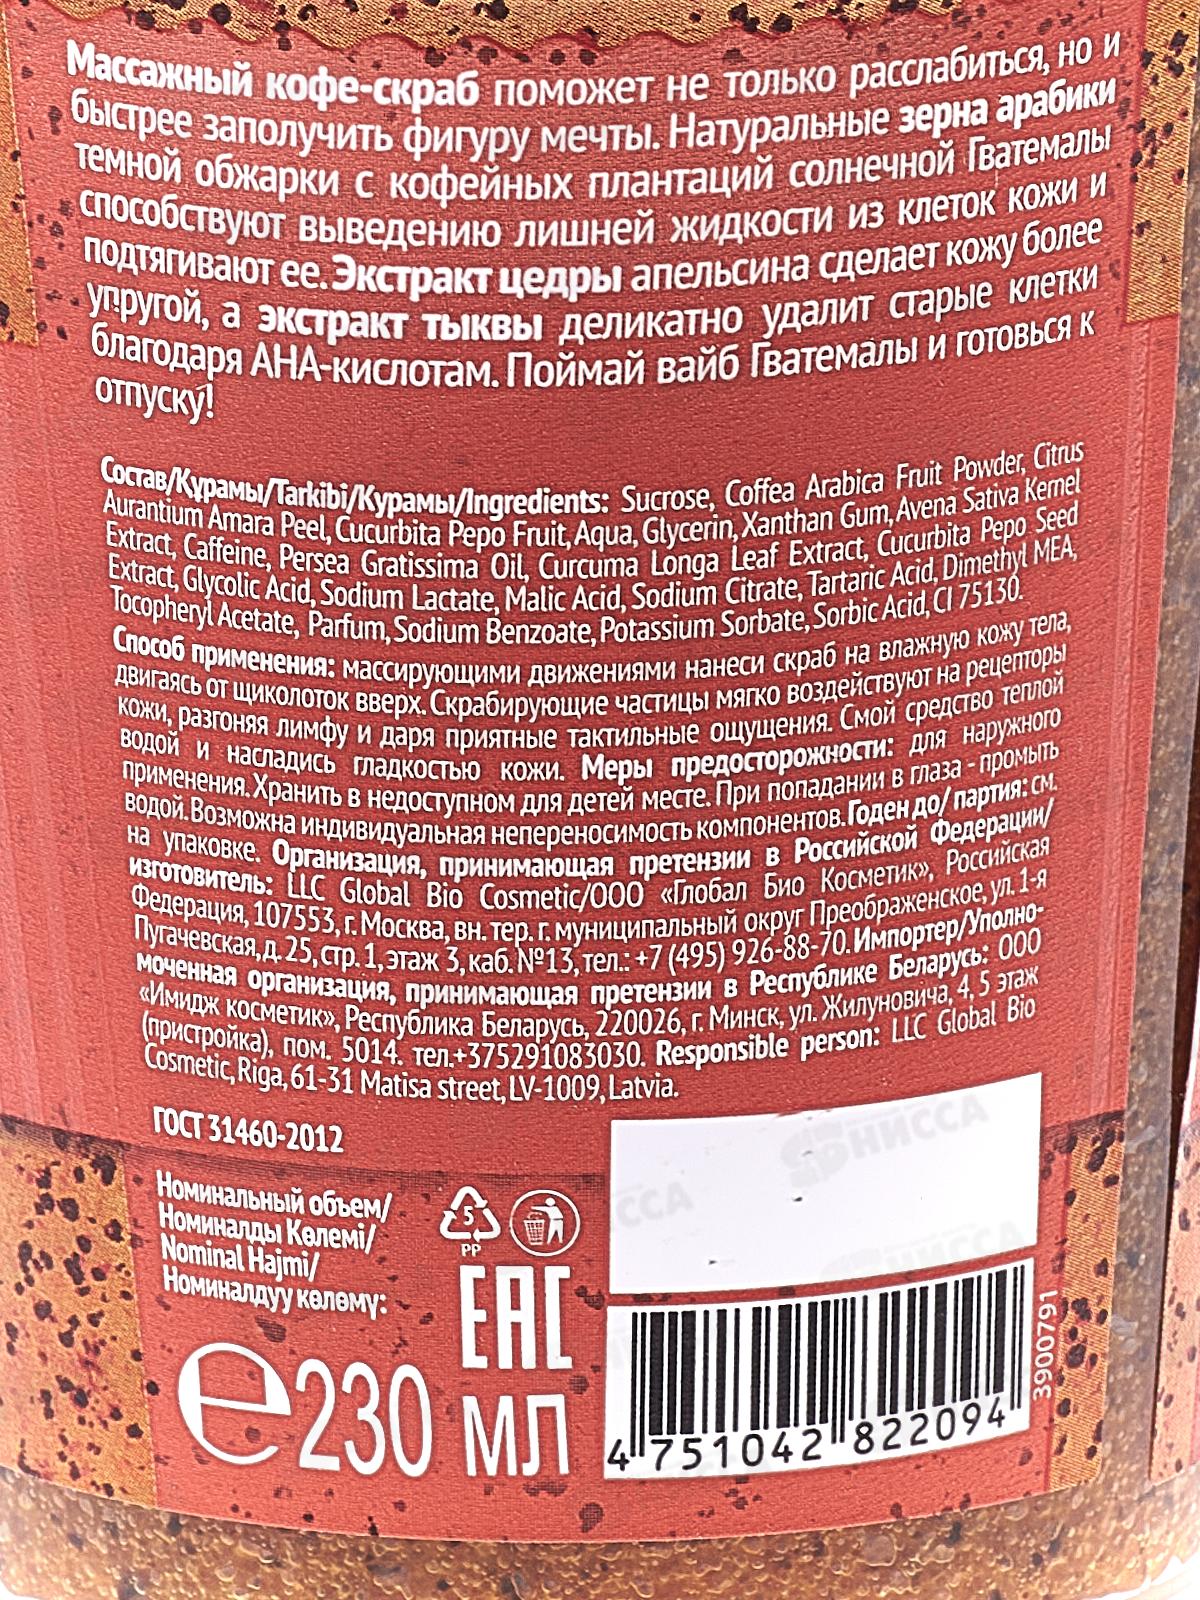 Массажный кофе-скраб поможет не только расслабиться, но и
быстрее заполучить фигуру мечты. Натуральные зерна арабики
темной обжарки с кофейных плантаций солнечной Гватемалы
способствуют выведению лишней жидкости из клеток кожи и
подтягивают ее. Экстракт цедры апельсина сделает кожу более
упругой, а экстракт тыквы деликатно удалит старые клетки
благодаря АНА-кислотам. Поймай вайб Гватемалы и готовься к
отпуску!
Состав/Құрамы/Tarkibi/Курамы/Ingredients: Sucrose, Coffea Arabica Fruit Powder, Citrus
Aurantium Amara Peel, Cucurbita Pepo Fruit, Aqua, Glycerin, Xanthan Gum, Avena Sativa Kernel
Extract, Caffeine, Persea Gratissima Oil, Curcuma Longa Leaf Extract, Cucurbita Pepo Seed
Extract, Glycolic Acid, Sodium Lactate, Malic Acid, Sodium Citrate, Tartaric Acid, Dimethyl MEA,
Tocopheryl Acetate, Parfum, Sodium Benzoate, Potassium Sorbate, Sorbic Acid, CI 75130.
Способ применения: массирующими движениями нанеси скраб на влажную кожу тела,
двигаясь от щиколоток вверх. Скрабирующие частицы мягко воздействуют на рецепторы
кожи, разгоняя лимфу и даря приятные тактильные ощущения. Смой средство теплой
водой и насладись гладкостью кожи. Меры предосторожности: для наружного
применения. Хранить в недоступном для детей месте. При попадании в глаза - промыть
водой. Возможна индивидуальная непереносимость компонентов. Годен до/ партия: см.
на упаковке. Организация, принимающая претензии в Российской Федерации/
изготовитель: LLC Global Bio Cosmetic/ООО «Глобал Био Косметик», Российская
Федерация, 107553, г. Москва, вн. тер. г. муниципальный округ Преображенское, ул. 1-я
Пугачевская, д. 25, стр. 1, этаж 3, каб. №13, тел.: +7 (495) 926-88-70. Импортер/Уполно-
моченная организация, принимающая претензии в Республике Беларусь: ООО
«Имидж косметик», Республика Беларусь, 220026, г. Минск, ул. Жилуновича, 4, 5 этаж
(пристройка), пом. 5014. тел.+375291083030. Responsible person: LLC Global Bio
Cosmetic, Riga, 61-31 Matisa street, LV-1009, Latvia.
ГОСТ 31460-2012
Номинальный объем/
Номиналды Көлемі/
Nominal Hajmi/
Номиналдуу көлөмү:
℮230 МЛ
5
PP
EAC
НИССА
НИССА
3900791
4 751042 822094